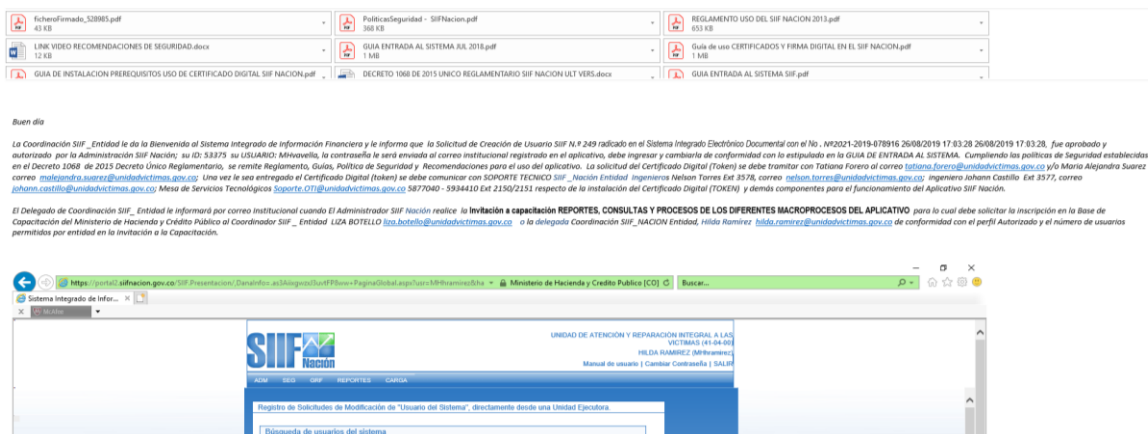 ficheroFirmado_528985.pdf
43 KB
PoliticasSeguridad - SIIFNacion.pdf
368 KB
REGLAMENTO USO DEL SIIF NACION 2013.pdf
653 KB
LINK VIDEO RECOMENDACIONES DE SEGURIDAD.docx
12 KB
GUIA ENTRADA AL SISTEMA JUL 2018.pdf
1 MB
Guía de uso CERTIFICADOS Y FIRMA DIGITAL EN EL SIIF NACION.pdf
1 MB
GUIA DE INSTALACION PREREQUISITOS USO DE CERTIFICADO DIGITAL SIIF NACION.pdf
DECRETO 1068 DE 2015 UNICO REGLAMENTARIO SIIF NACION ULT VERS.docx
GUIA ENTRADA AL SISTEMA SIIF.pdf
Buen día
La Coordinación SIIF_Entidad le da la Bienvenida al Sistema Integrado de Información Financiera y le informa que la Solicitud de Creación de Usuario SIIF N.º 249 radicado en el Sistema Integrado Electrónico Documental con el No . Nº2021-2019-078916 26/08/2019 17:03:28 26/08/2019 17:03:28, fue aprobado y
autorizado por la Administración SIIF Nación; su ID: 53375 su USUARIO: MHvavella, la contraseña le será enviada al correo institucional registrado en el aplicativo, debe ingresar y cambiarla de conformidad con lo estipulado en la GUIA DE ENTRADA AL SISTEMA. Cumpliendo las políticas de Seguridad establecidas
en el Decreto 1068 de 2015 Decreto Único Reglamentario, se remite Reglamento, Guías, Política de Seguridad y Recomendaciones para el uso del aplicativo. La solicitud del Certificado Digital (Token) se debe tramitar con Tatiana Forero al correo tatiana.forero@unidadvictimas.gov.co y/o Maria Alejandra Suarez
correo malejandra.suarez@unidadvictimas.gov.co; Una vez le sea entregado el Certificado Digital (token) se debe comunicar con SOPORTE TECNICO SIIF _Nación Entidad Ingenieros Nelson Torres Ext 3578, correo nelson.torres@unidadvictimas.gov.co; ingeniero Johann Castillo Ext 3577, correo
johann.castillo@unidadvictimas.gov.co; Mesa de Servicios Tecnológicos Soporte.OTI@unidadvictimas.gov.co 5877040 - 5934410 Ext 2150/2151 respecto de la instalación del Certificado Digital (TOKEN) y demás componentes para el funcionamiento del Aplicativo SIIF Nación.
El Delegado de Coordinación SIIF_ Entidad le informará por correo Institucional cuando El Administrador SIIF Nación realice la Invitación a capacitación REPORTES, CONSULTAS Y PROCESOS DE LOS DIFERENTES MACROPROCESOS DEL APLICATIVO para la cual debe solicitar la inscripción en la Base de
Capacitación del Ministerio de Hacienda y Crédito Público al Coordinador SIIF _ Entidad LIZA BOTELLO liza.botello@unidadvictimas.gov.co o la delegada Coordinación SIIF_NACION Entidad, Hilda Ramirez hilda.ramirez@unidadvictimas.gov.co de conformidad con el perfil Autorizado y el número de usuarios
permitidos por entidad en la invitación a la Capacitación.
Ministerio de Hacienda y Credito Publico [CO]
Buscar...
Sistema Integrado de Infor...
McAfee
SIIF
Nación
UNIDAD DE ATENCIÓN Y REPARACIÓN INTEGRAL A LAS
VICTIMAS (41-04-00)
HILDA RAMIREZ (MHhramirez)
Manual de usuario | Cambiar Contraseña | SALIR
ADM SEG GRF REPORTES CARGA
Registro de Solicitudes de Modificación de "Usuario del Sistema", directamente desde una Unidad Ejecutora.
Búsqueda de usuarios del sistema